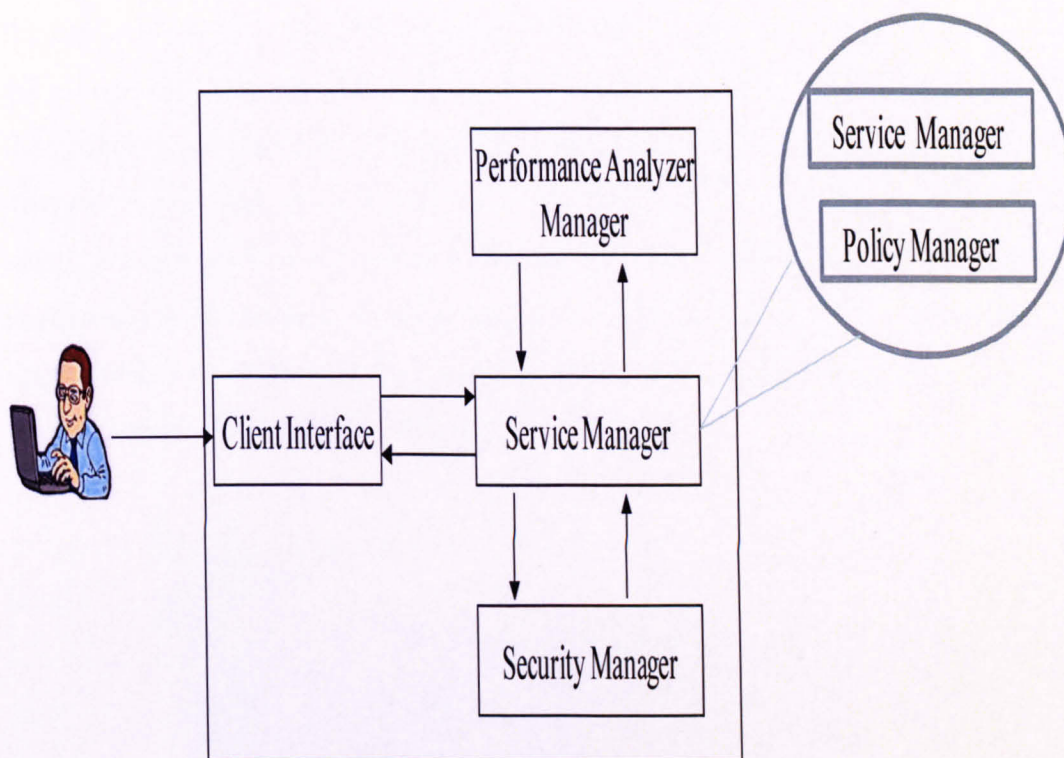 Performance Analyzer
Manager
Service Manager
Policy Manager
Client Interface
Service Manager
Security Manager